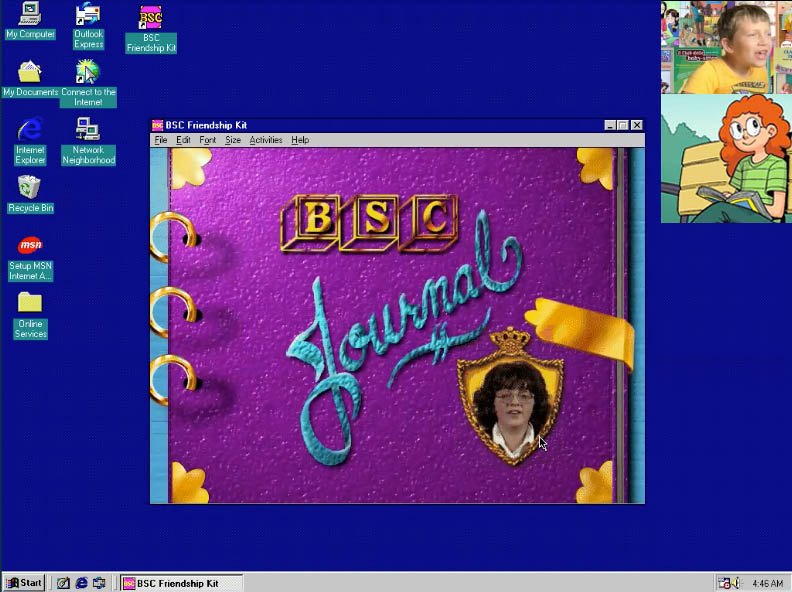 My Computer
Outlook
Express
BSC
Friendship Kit
My Documents
Connect to the
Internet
Internet
Explorer
Network
Neighborhood
Recycle Bin
msn
Setup MSN
Internet A...
Online
Services
BSC Friendship Kit
File Edit Font Size Activities Help
BSC
Journal
Start
BSC Friendship Kit
4:46 AM